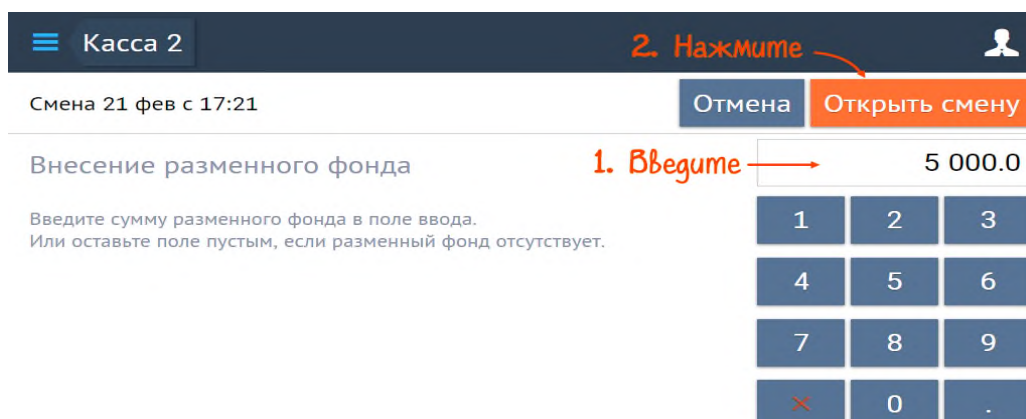 Касса 2
2. Нажмите
Смена 21 фев с 17:21
Отмена
Открыть смену
Внесение разменного фонда
1. Введите
5 000.0
Введите сумму разменного фонда в поле ввода.
Или оставьте поле пустым, если разменный фонд отсутствует.
1 2 3
4 5 6
7 8 9
× 0 .